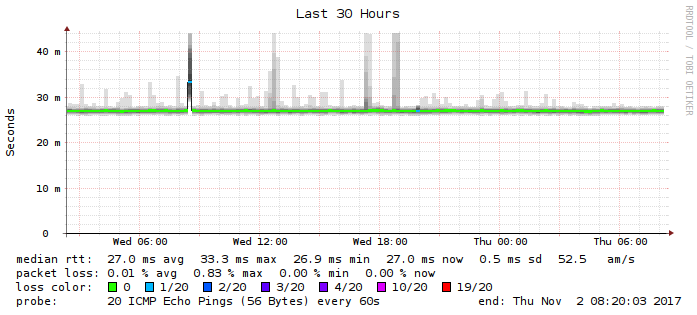 Last 30 Hours
RRDTOOL / TOBI OETIKER
Seconds
40 m
30 m
20 m
10 m
0
Wed 06:00 Wed 12:00 Wed 18:00 Thu 00:00 Thu 06:00
median rtt: 27.0 ms avg 33.3 ms max 26.9 ms min 27.0 ms now 0.5 ms sd 52.5 am/s
packet loss: 0.01 % avg 0.83 % max 0.00 % min 0.00 % now
loss color: 0 1/20 2/20 3/20 4/20 10/20 19/20
probe: 20 ICMP Echo Pings (56 Bytes) every 60s end: Thu Nov 2 08:20:03 2017